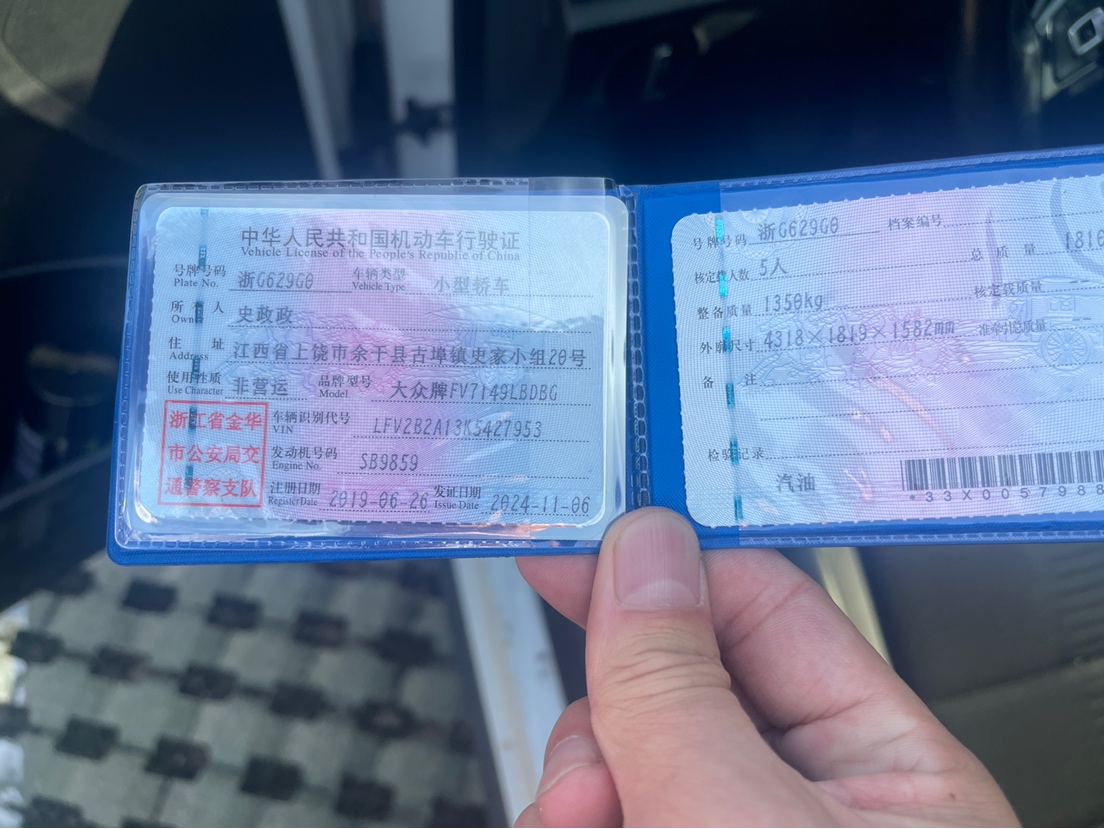 中华人民共和国机动车行驶证
Vehicle License of the People's Republic of China
号牌号码 浙G629G0 车辆类型 小型轿车
Plate No. Vehicle Type
所有人 史政政
Owner
住址 江西省上饶市余干县古埠镇史家小组20号
Address
使用性质 非营运 品牌型号 大众牌FV7149LBDBG
Use Character Model
浙江省金华
市公安局交
通警察支队
车辆识别代号 LFV2B2A13K5427953
VIN
发动机号码 SB9859
Engine No.
注册日期 2019-06-26 发证日期 2024-11-06
Register Date Issue Date
号牌号码 浙G629G0 档案编号
核定载人数 5人 总质量 1810
整备质量 1350kg 核定载质量
外廓尺寸 4318×1819×1582mm 准牵引总质量
备注
检验记录
汽油
*33X0057988